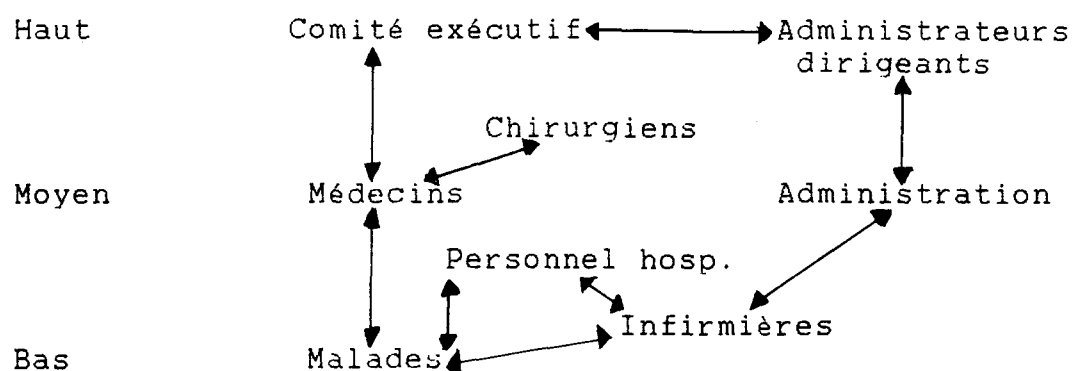 Haut Comité exécutif Administrateurs
dirigeants
Chirurgiens
Moyen Médecins Administration
Personnel hosp.
Infirmières
Bas Malades